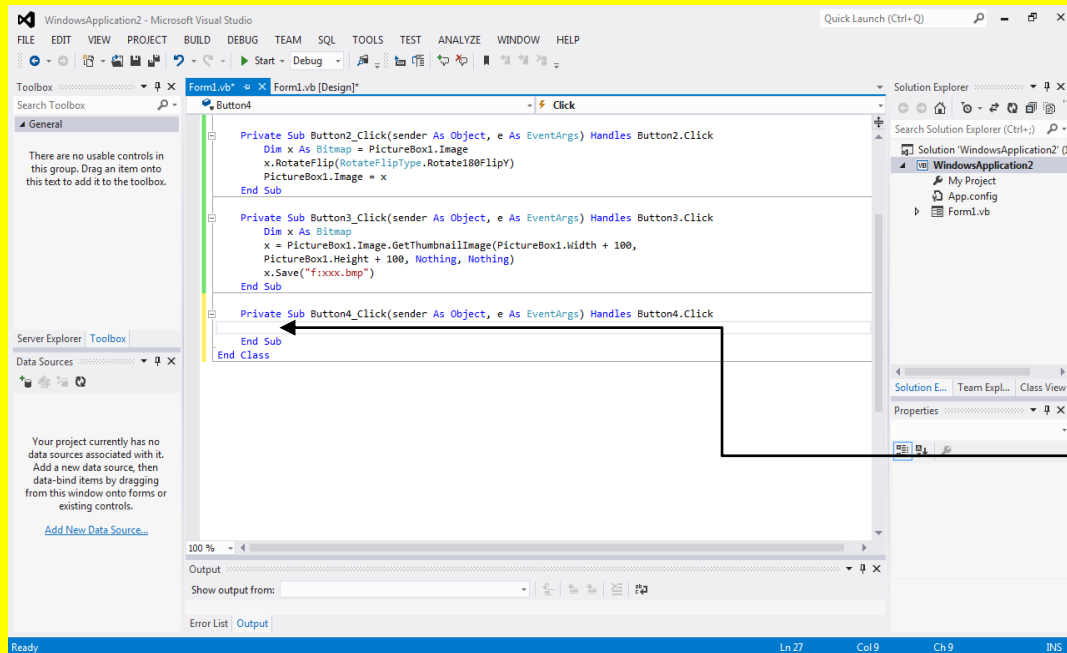 WindowsApplication2 - Microsoft Visual Studio
Quick Launch (Ctrl+Q)
FILE EDIT VIEW PROJECT BUILD DEBUG TEAM SQL TOOLS TEST ANALYZE WINDOW HELP
Start Debug
Toolbox
Search Toolbox
General
There are no usable controls in
this group. Drag an item onto
this text to add it to the toolbox.
Server Explorer Toolbox
Data Sources
Your project currently has no
data sources associated with it.
Add a new data source, then
data-bind items by dragging
from this window onto forms or
existing controls.
Add New Data Source...
Form1.vb* Form1.vb [Design]*
Button4 Click
Private Sub Button2_Click(sender As Object, e As EventArgs) Handles Button2.Click
Dim x As Bitmap = PictureBox1.Image
x.RotateFlip(RotateFlipType.Rotate180FlipY)
PictureBox1.Image = x
End Sub
Private Sub Button3_Click(sender As Object, e As EventArgs) Handles Button3.Click
Dim x As Bitmap
x = PictureBox1.Image.GetThumbnailImage(PictureBox1.Width + 100,
PictureBox1.Height + 100, Nothing, Nothing)
x.Save("f:xxx.bmp")
End Sub
Private Sub Button4_Click(sender As Object, e As EventArgs) Handles Button4.Click
End Sub
End Class
100 %
Output
Show output from:
Error List Output
Solution Explorer
Search Solution Explorer (Ctrl+;)
Solution 'WindowsApplication2' (
WindowsApplication2
My Project
App.config
Form1.vb
Solution E... Team Expl... Class View
Properties
Ready Ln 27 Col 9 Ch 9 INS